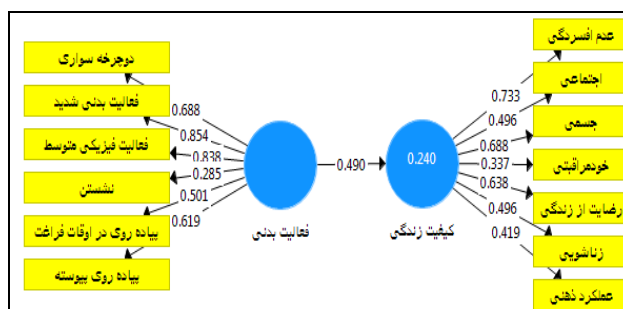 دوچرخه سواری
فعالیت بدنی شدید
فعالیت فیزیکی متوسط
نشستن
پیاده روی در اوقات فراغت
پیاده روی پیوسته
0.688
0.854
0.838
0.285
0.501
0.619
فعالیت بدنی
0.490
0.240
کیفیت زندگی
0.733
0.496
0.688
0.337
0.638
0.496
0.419
عدم افسردگی
اجتماعی
جسمی
خودمراقبتی
رضایت از زندگی
زناشویی
عملکرد ذهنی